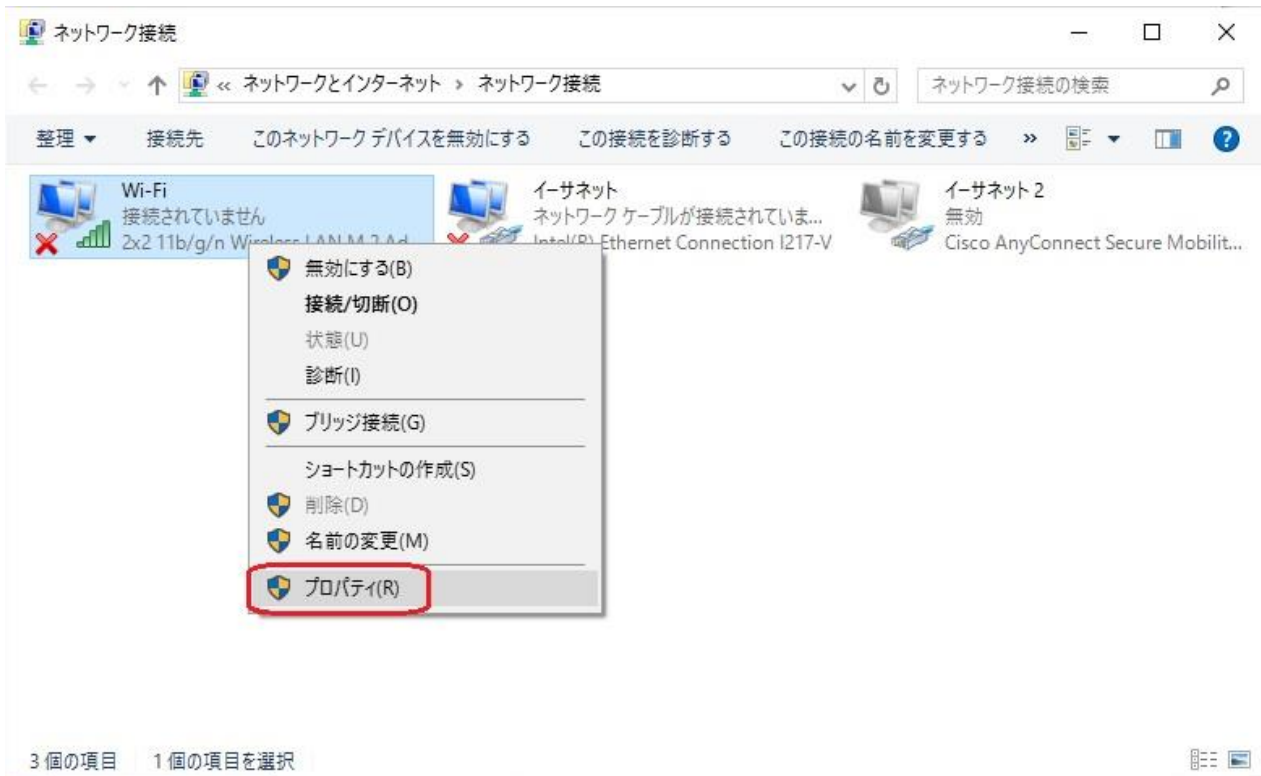 ネットワーク接続
« ネットワークとインターネット › ネットワーク接続
ネットワーク接続の検索
整理 接続先 このネットワーク デバイスを無効にする この接続を診断する この接続の名前を変更する »
Wi-Fi
接続されていません
2x2 11b/g/n Wireless LAN M.2 Ad...
イーサネット
ネットワーク ケーブルが接続されていま...
Intel(R) Ethernet Connection I217-V
イーサネット 2
無効
Cisco AnyConnect Secure Mobilit...
無効にする(B)
接続/切断(O)
状態(U)
診断(I)
ブリッジ接続(G)
ショートカットの作成(S)
削除(D)
名前の変更(M)
プロパティ(R)
3 個の項目 1 個の項目を選択